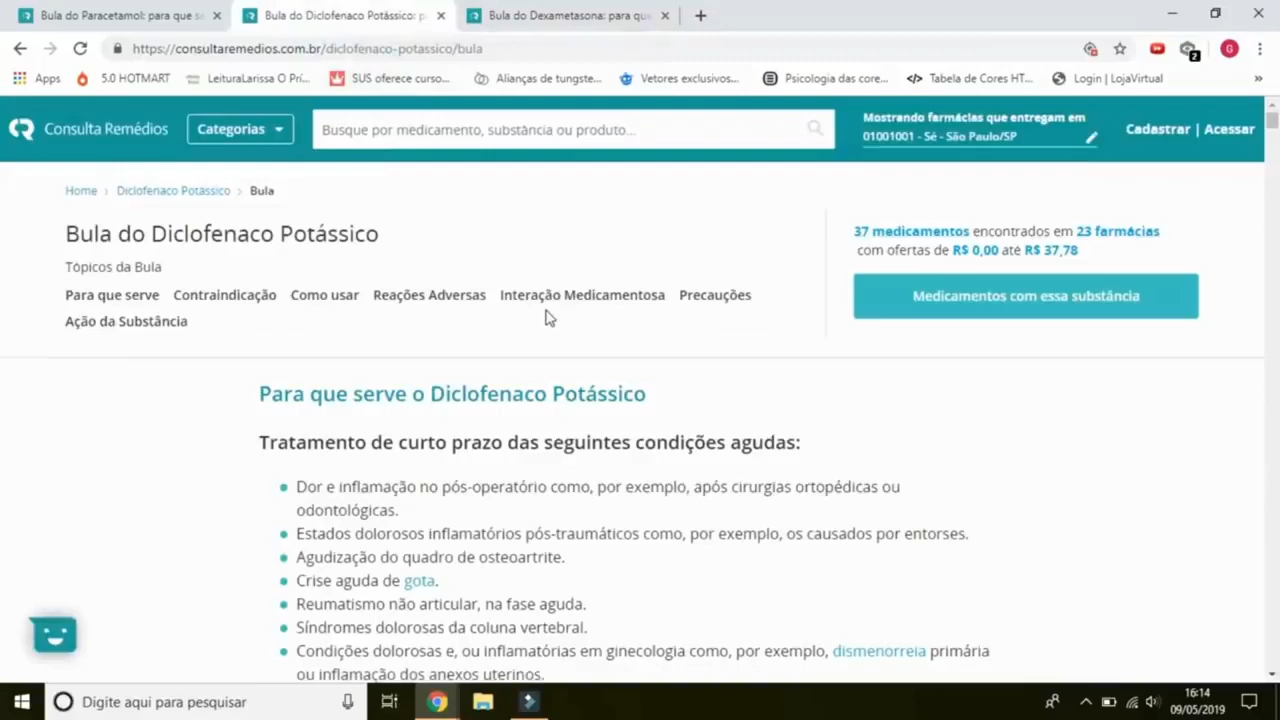 Bula do Paracetamol: para que se
Bula do Diclofenaco Potássico: p
Bula do Dexametasona: para que
https://consultaremedios.com.br/diclofenaco-potassico/bula
G
2
Apps
5.0 HOTMART
LeituraLarissa O Prí...
SUS oferece curso...
Alianças de tungste...
Vetores exclusivos...
Psicologia das core...
Tabela de Cores HT...
Login | LojaVirtual
»
Consulta Remédios
Categorias
Busque por medicamento, substância ou produto...
Mostrando farmácias que entregam em
01001001 - Sé - São Paulo/SP
Cadastrar | Acessar
Home > Diclofenaco Potássico > Bula
Bula do Diclofenaco Potássico
Tópicos da Bula
Para que serve Contraindicação Como usar Reações Adversas Interação Medicamentosa Precauções
Ação da Substância
37 medicamentos encontrados em 23 farmácias
com ofertas de R$ 0,00 até R$ 37,78
Medicamentos com essa substância
Para que serve o Diclofenaco Potássico
Tratamento de curto prazo das seguintes condições agudas:
Dor e inflamação no pós-operatório como, por exemplo, após cirurgias ortopédicas ou
odontológicas.
Estados dolorosos inflamatórios pós-traumáticos como, por exemplo, os causados por entorses.
Agudização do quadro de osteoartrite.
Crise aguda de gota.
Reumatismo não articular, na fase aguda.
Síndromes dolorosas da coluna vertebral.
Condições dolorosas e, ou inflamatórias em ginecologia como, por exemplo, dismenorreia primária
ou inflamação dos anexos uterinos.
Digite aqui para pesquisar
16:14
09/05/2019